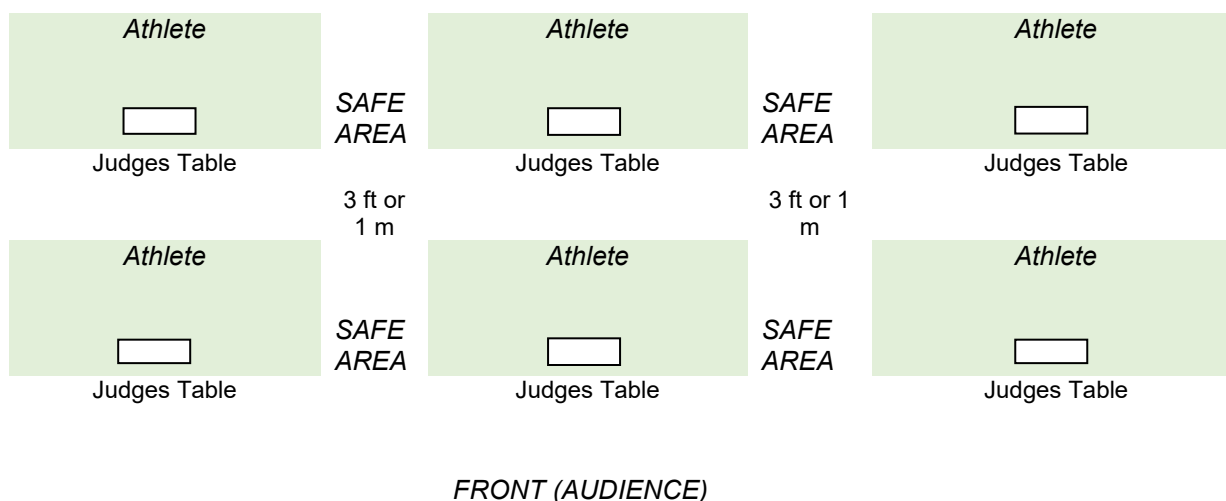 Athlete
Athlete
Athlete
SAFE
AREA
SAFE
AREA
Judges Table
Judges Table
Judges Table
3 ft or
1 m
3 ft or 1
m
Athlete
Athlete
Athlete
SAFE
AREA
SAFE
AREA
Judges Table
Judges Table
Judges Table
FRONT (AUDIENCE)